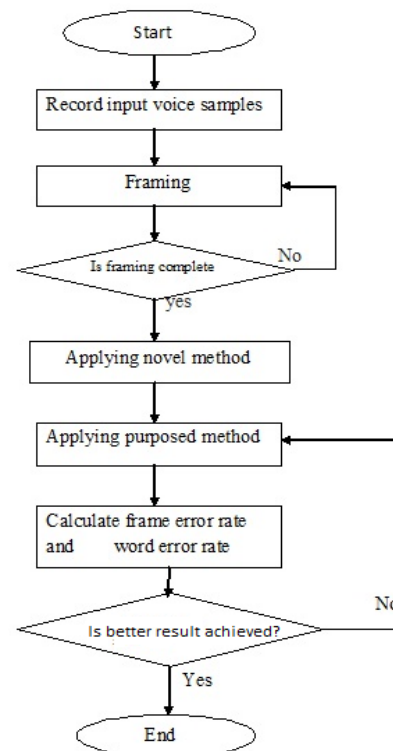 Start
Record input voice samples
Framing
Is framing complete
No
yes
Applying novel method
Applying purposed method
Calculate frame error rate
and word error rate
No
Is better result achieved?
Yes
End